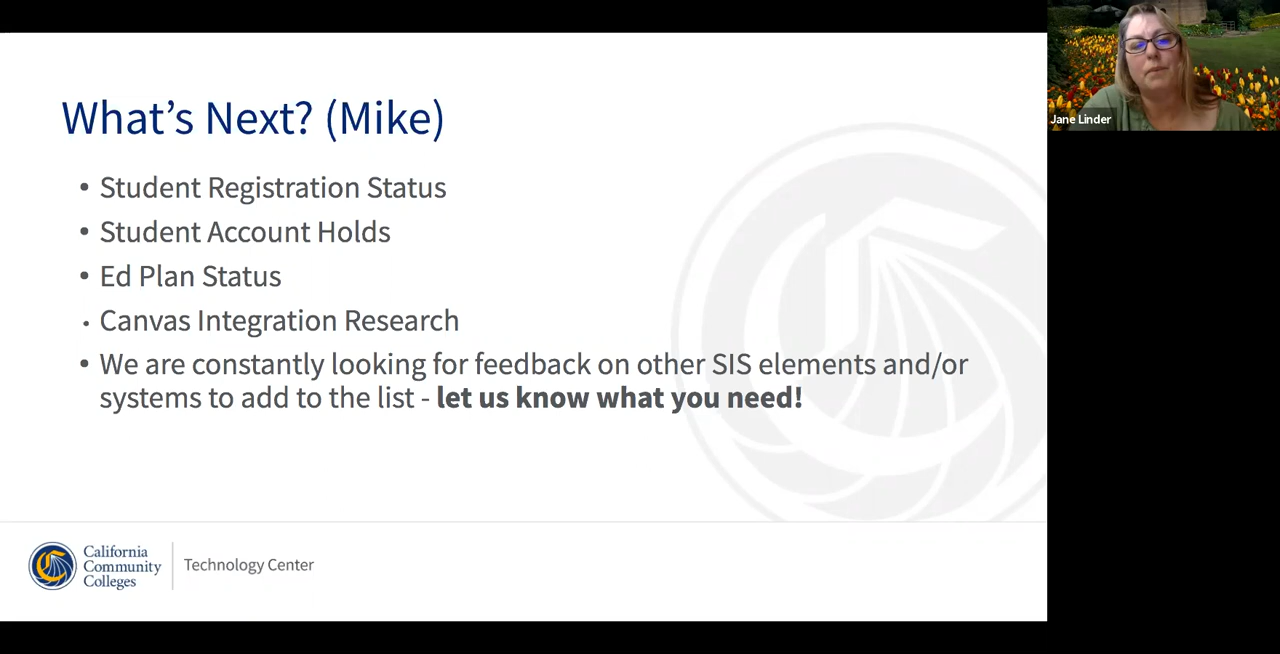 What’s Next? (Mike)
• Student Registration Status
• Student Account Holds
• Ed Plan Status
• Canvas Integration Research
• We are constantly looking for feedback on other SIS elements and/or
systems to add to the list - let us know what you need!
California
Community
Colleges
Technology Center
Jane Linder